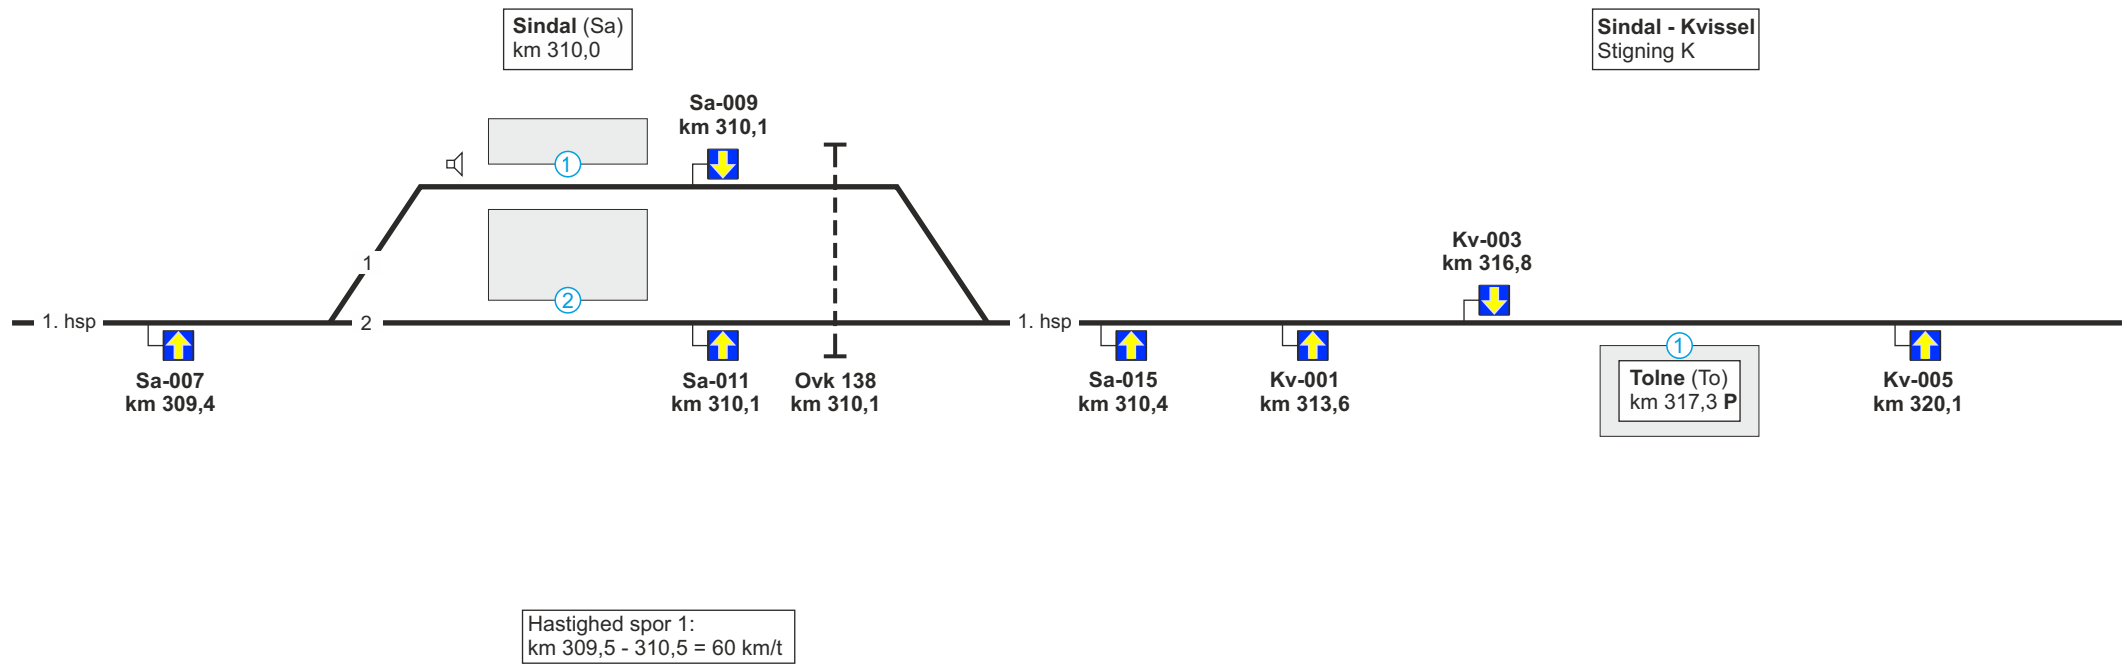 Sindal (Sa)
km 310,0
Sindal - Kvissel
Stigning K
Sa-009
km 310,1
1
1
2
Kv-003
km 316,8
1. hsp
2
1. hsp
1
Sa-007
km 309,4
Sa-011
km 310,1
Ovk 138
km 310,1
Sa-015
km 310,4
Kv-001
km 313,6
Tolne (To)
km 317,3 P
Kv-005
km 320,1
Hastighed spor 1:
km 309,5 - 310,5 = 60 km/t